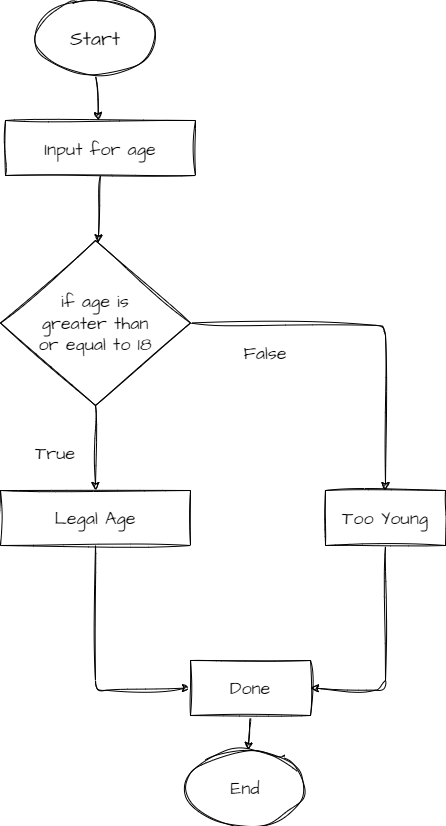 Start
Input for age
if age is
greater than
or equal to 18
False
True
Legal Age
Too Young
Done
End